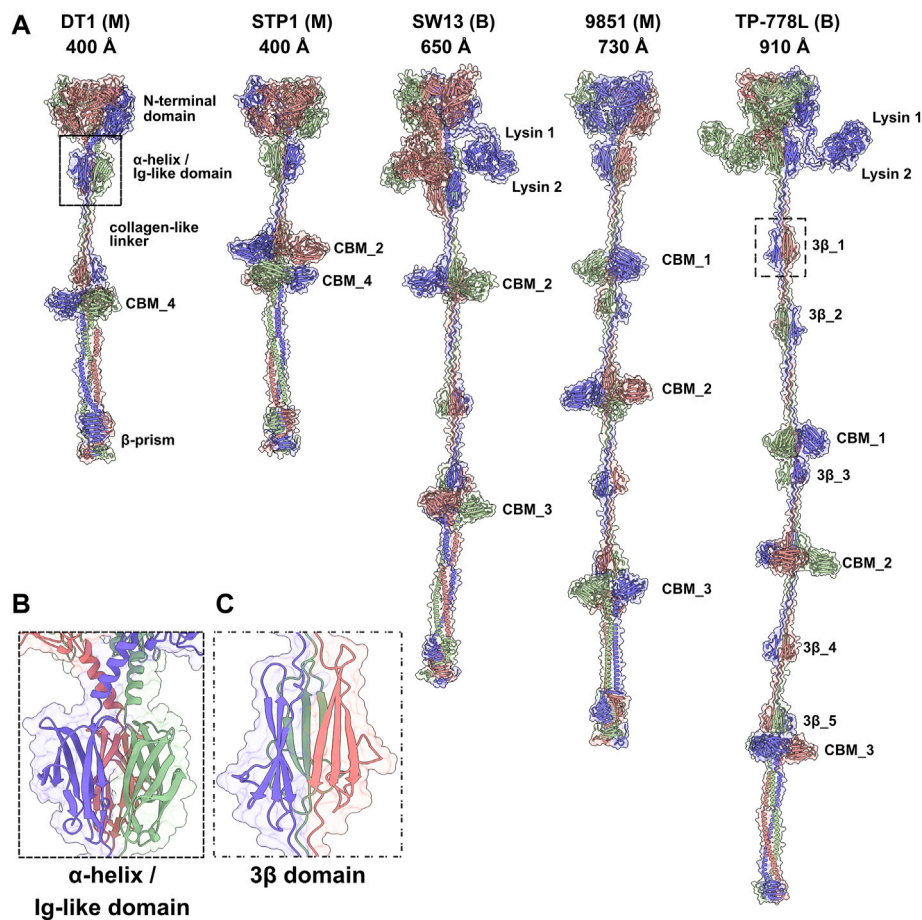 A
DT1 (M)
400 Å
STP1 (M)
400 Å
SW13 (B)
650 Å
9851 (M)
730 Å
TP-778L (B)
910 Å
N-terminal
domain
α-helix /
Ig-like domain
collagen-like
linker
CBM_4
β-prism
CBM_2
CBM_4
Lysin 1
Lysin 2
CBM_2
CBM_3
CBM_1
CBM_2
CBM_3
Lysin 1
Lysin 2
3β_1
3β_2
CBM_1
3β_3
CBM_2
3β_4
3β_5
CBM_3
B
α-helix /
Ig-like domain
C
3β domain